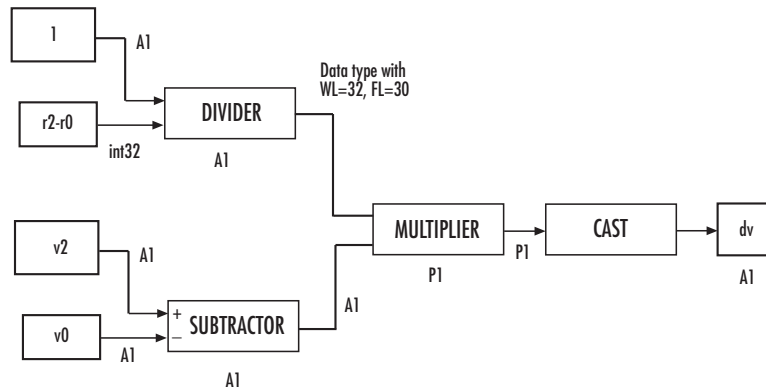 1
A1
Data type with
WL=32, FL=30
DIVIDER
r2-r0
int32
A1
MULTIPLIER
CAST
dv
P1
P1
A1
v2
A1
A1
+
SUBTRACTOR
v0
–
A1
A1